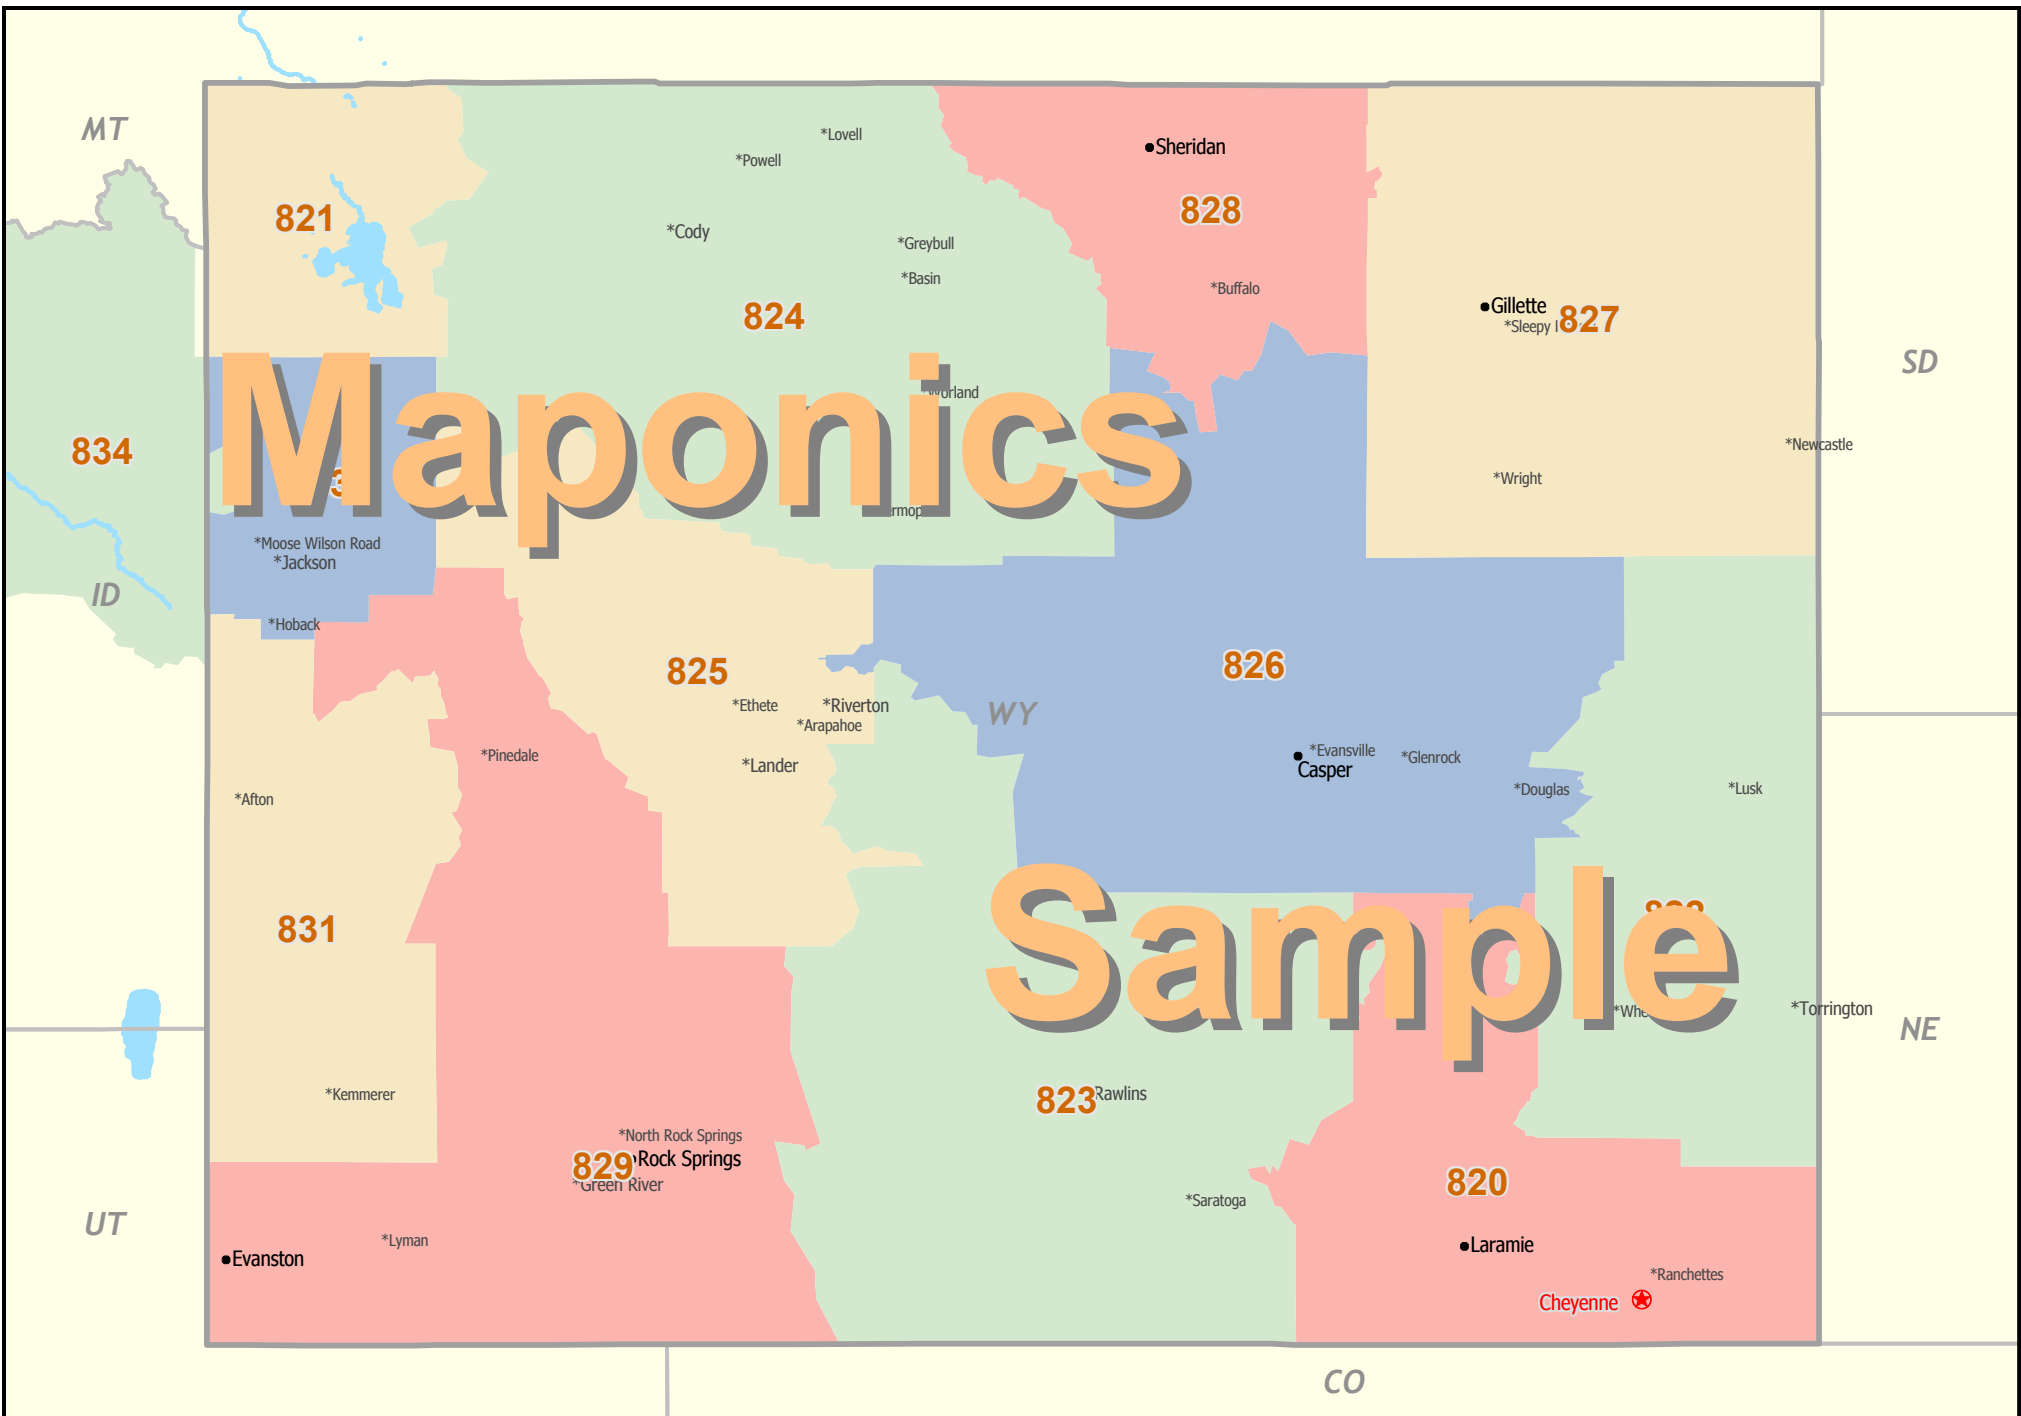 MT
*Lovell
•Sheridan
*Powell
821
828
*Cody
*Greybull
*Basin
*Buffalo
824
•Gillette
827
*Sleepy
SD
Maponics
834
*Newcastle
*Wright
*Moose Wilson Road
*Jackson
ID
*Hoback
825
826
*Ethete
*Riverton
WY
*Arapahoe
*Pinedale
*Evansville
*Glenrock
*Lander
Casper
*Afton
*Douglas
*Lusk
Sample
831
*Torrington
NE
*Kemmerer
823
Rawlins
*North Rock Springs
829
Rock Springs
*Green River
820
*Saratoga
UT
*Lyman
•Laramie
•Evanston
*Ranchettes
Cheyenne
CO